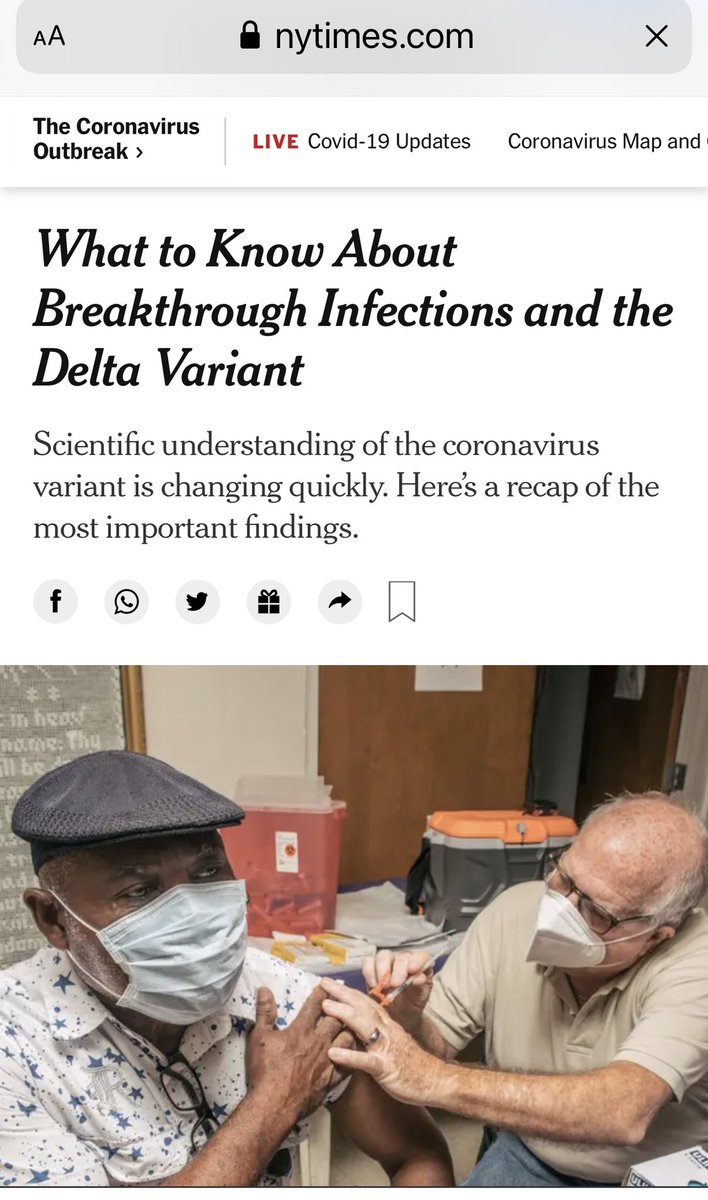 AA nytimes.com
The Coronavirus
Outbreak ›
LIVE Covid-19 Updates Coronavirus Map and
What to Know About
Breakthrough Infections and the
Delta Variant
Scientific understanding of the coronavirus
variant is changing quickly. Here’s a recap of the
most important findings.
in heav
name: Thy
ll be